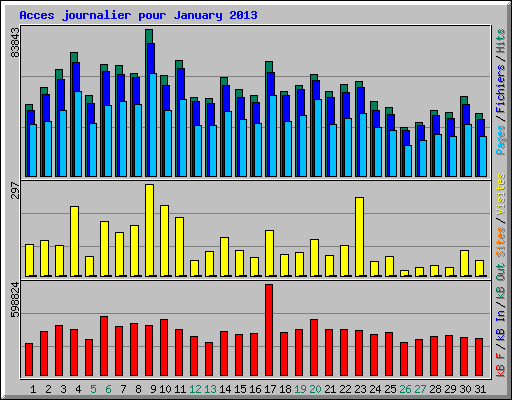 Acces journalier pour January 2013
83843
297
598824
Pages / Fichiers / Hits
Sites / Visites
kB F / kB In / kB Out
1 2 3 4 5 6 7 8 9 10 11 12 13 14 15 16 17 18 19 20 21 22 23 24 25 26 27 28 29 30 31